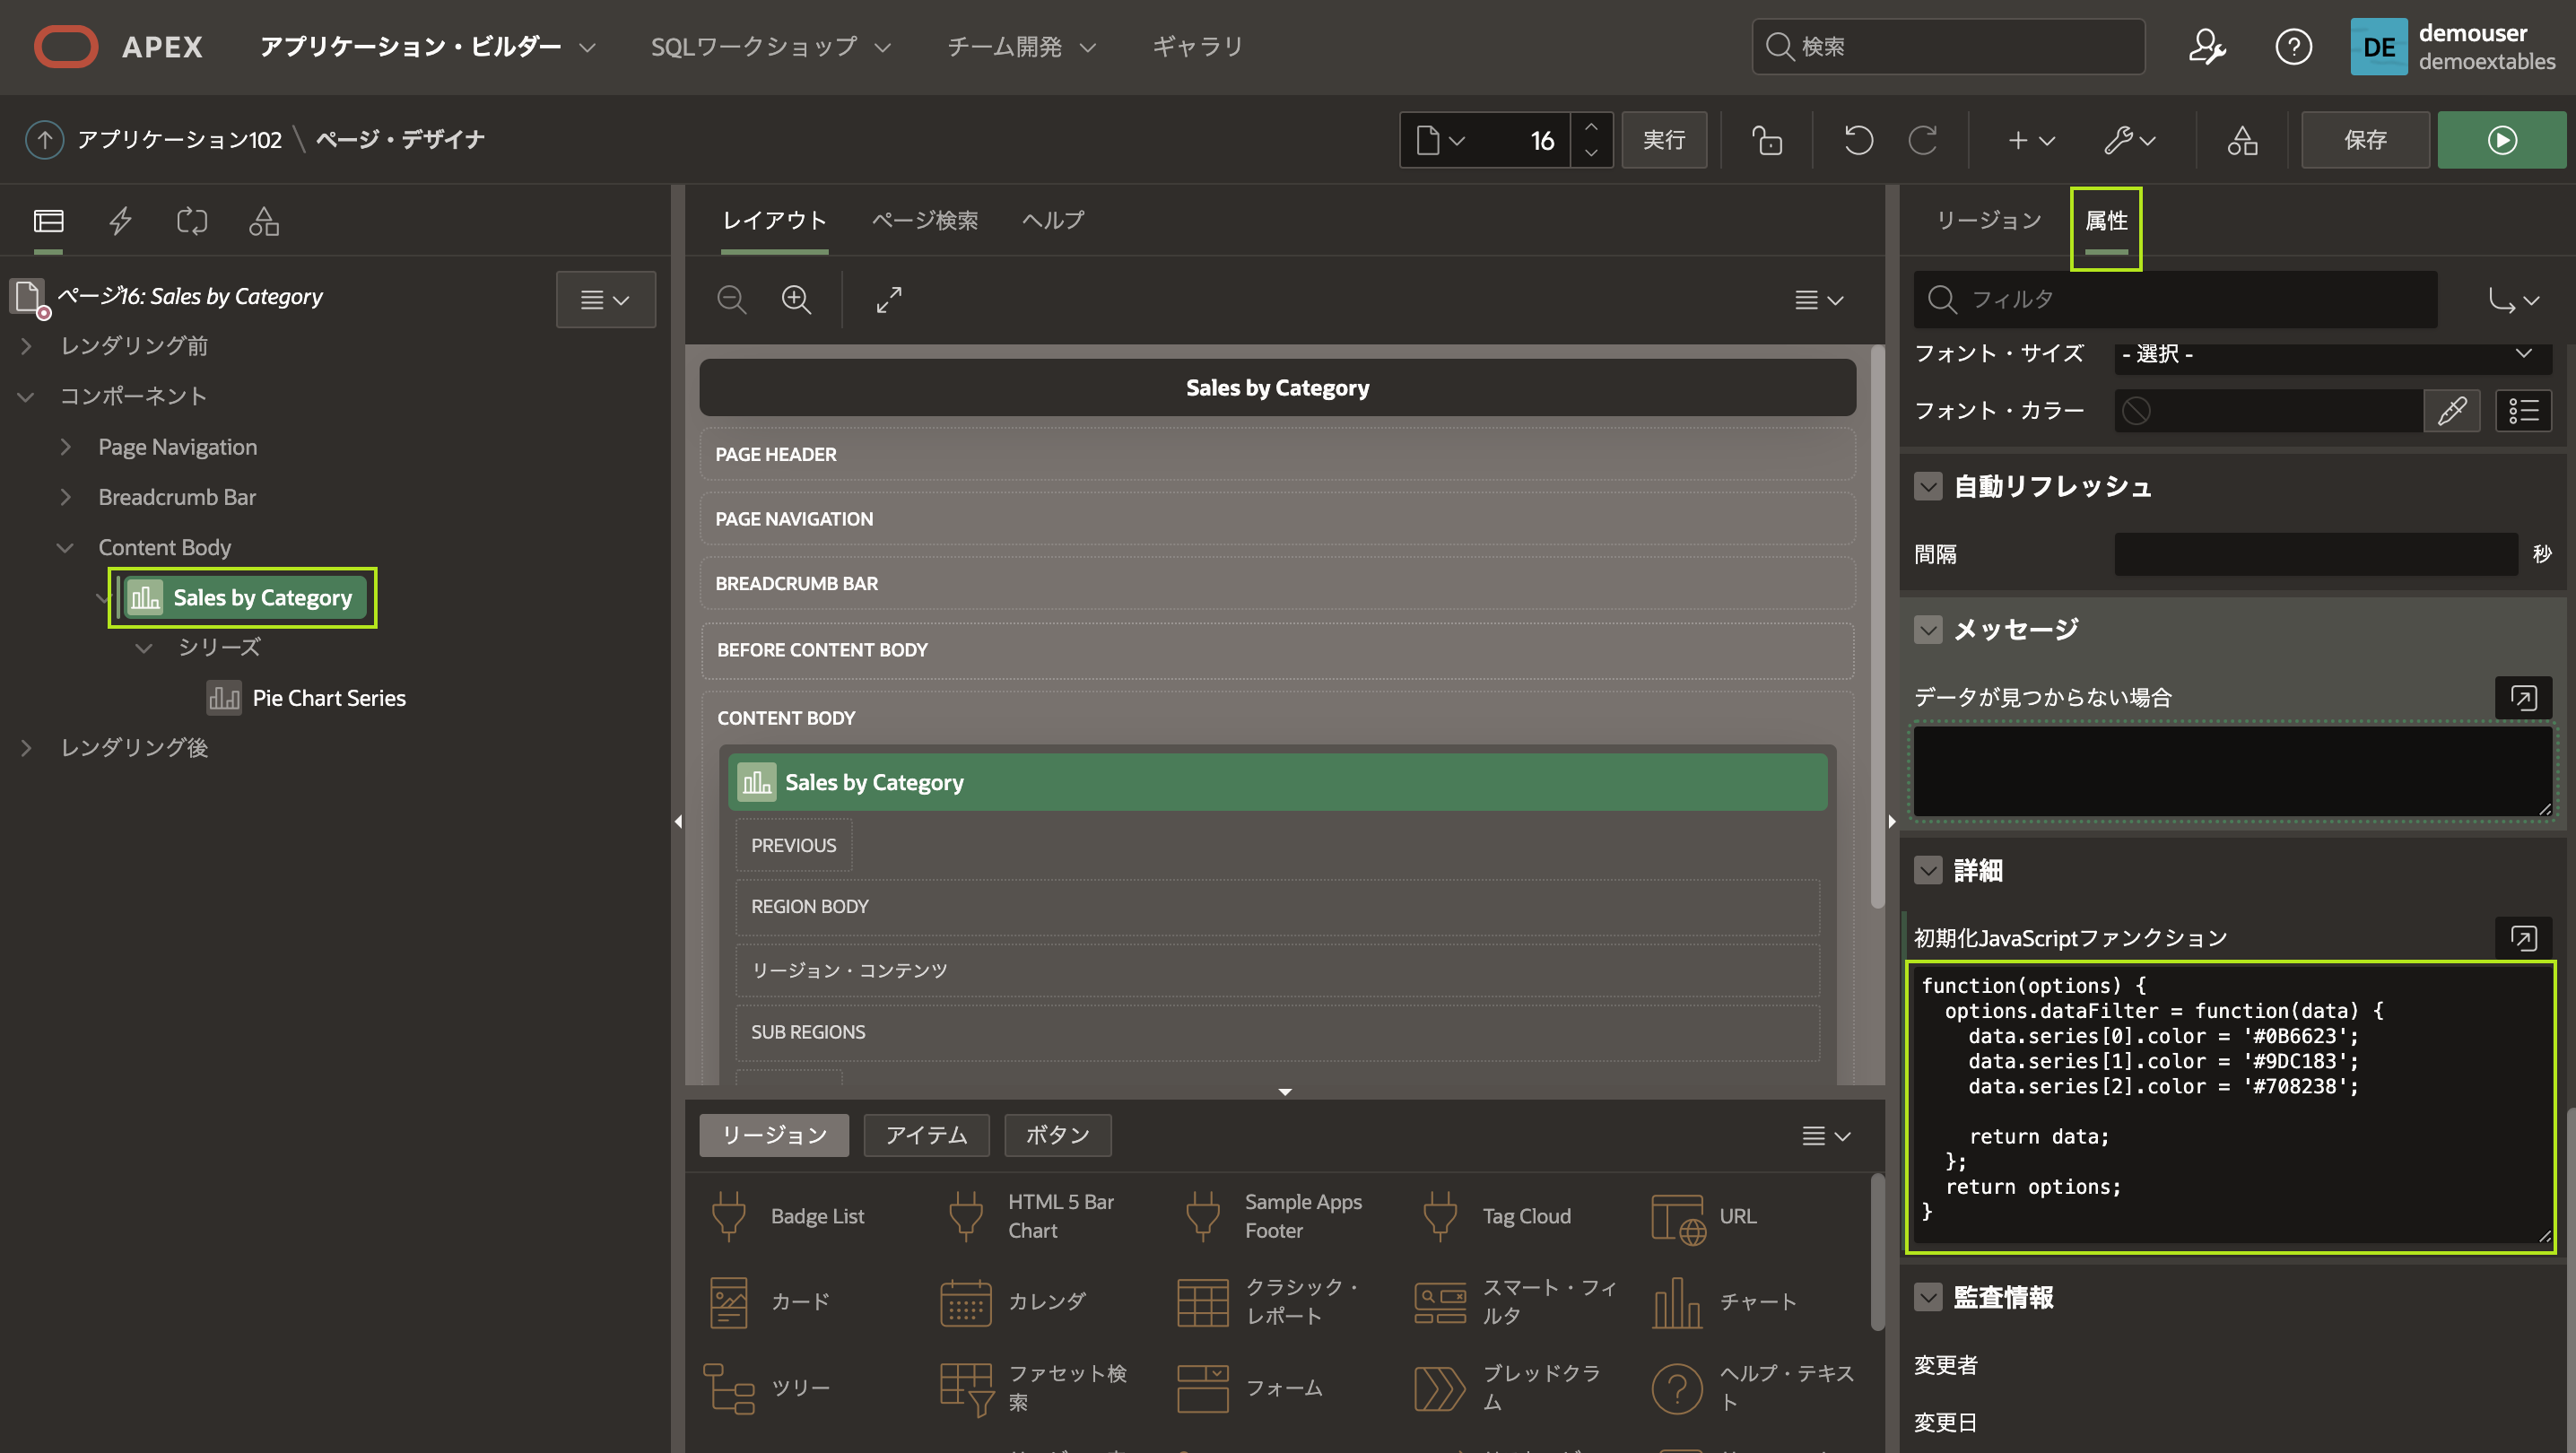 APEX
アプリケーション・ビルダー
SQLワークショップ
チーム開発
ギャラリ
検索
DE
demouser
demoextables
アプリケーション102 \ ページ・デザイナ
16
実行
保存
ページ16: Sales by Category
レンダリング前
コンポーネント
Page Navigation
Breadcrumb Bar
Content Body
Sales by Category
シリーズ
Pie Chart Series
レンダリング後
レイアウト
ページ検索
ヘルプ
Sales by Category
PAGE HEADER
PAGE NAVIGATION
BREADCRUMB BAR
BEFORE CONTENT BODY
CONTENT BODY
Sales by Category
PREVIOUS
REGION BODY
リージョン・コンテンツ
SUB REGIONS
リージョン
アイテム
ボタン
Badge List
HTML 5 Bar
Chart
Sample Apps
Footer
Tag Cloud
URL
カード
カレンダ
クラシック・
レポート
スマート・フィ
ルタ
チャート
ツリー
ファセット検
索
フォーム
ブレッドクラ
ム
ヘルプ・テキス
ト
リージョン
属性
フィルタ
フォント・サイズ
- 選択 -
フォント・カラー
自動リフレッシュ
間隔
秒
メッセージ
データが見つからない場合
詳細
初期化JavaScriptファンクション
function(options) {
  options.dataFilter = function(data) {
    data.series[0].color = '#0B6623';
    data.series[1].color = '#9DC183';
    data.series[2].color = '#708238';
    return data;
  };
  return options;
}
監査情報
変更者
変更日